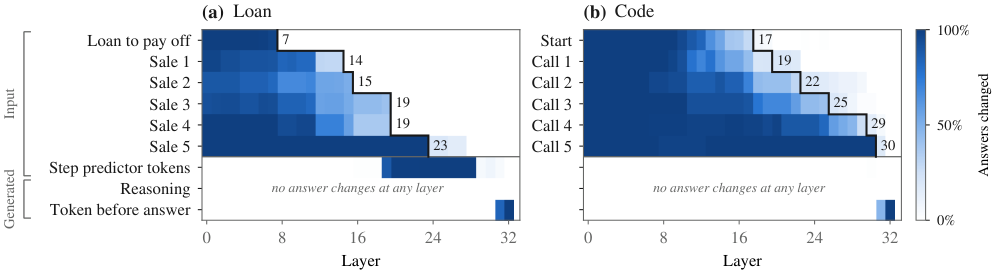 (a) Loan
(b) Code
Input
Generated
Loan to pay off
Sale 1
Sale 2
Sale 3
Sale 4
Sale 5
Step predictor tokens
Reasoning
Token before answer
7
14
15
19
19
23
no answer changes at any layer
0 8 16 24 32
Layer
Start
Call 1
Call 2
Call 3
Call 4
Call 5
17
19
22
25
29
30
no answer changes at any layer
0 8 16 24 32
Layer
100%
50%
0%
Answers changed